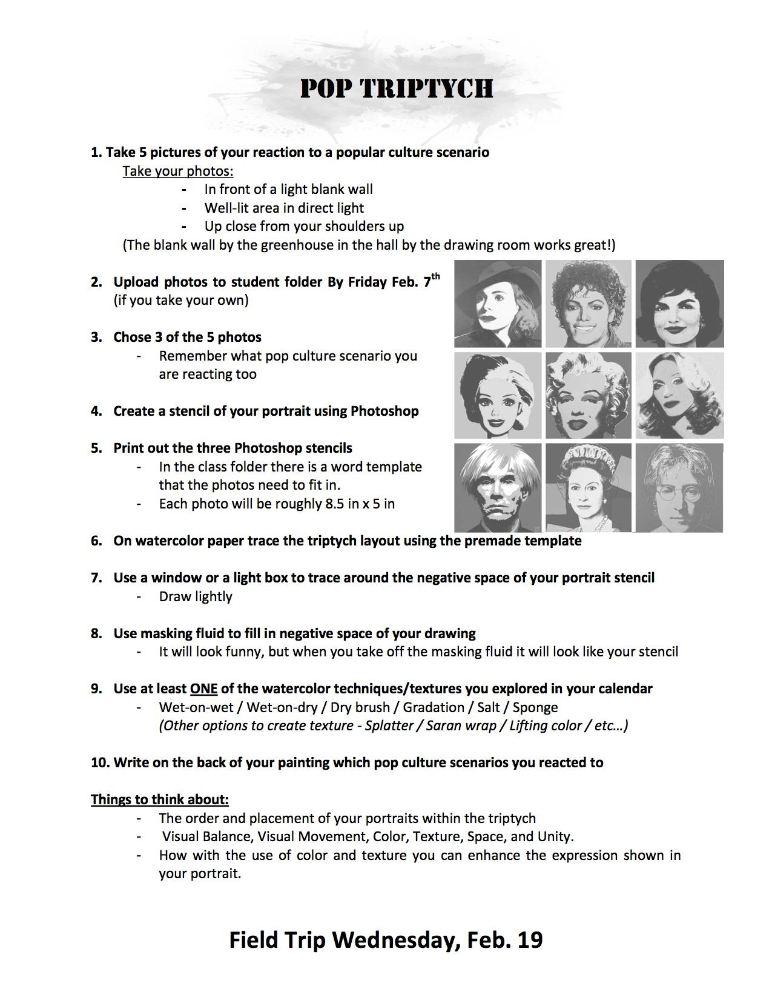 POP TRIPTYCH
1. Take 5 pictures of your reaction to a popular culture scenario
Take your photos:
- In front of a light blank wall
- Well-lit area in direct light
- Up close from your shoulders up
(The blank wall by the greenhouse in the hall by the drawing room works great!)
2. Upload photos to student folder By Friday Feb. 7th
(if you take your own)
3. Chose 3 of the 5 photos
- Remember what pop culture scenario you
are reacting too
4. Create a stencil of your portrait using Photoshop
5. Print out the three Photoshop stencils
- In the class folder there is a word template
that the photos need to fit in.
- Each photo will be roughly 8.5 in x 5 in
6. On watercolor paper trace the triptych layout using the premade template
7. Use a window or a light box to trace around the negative space of your portrait stencil
- Draw lightly
8. Use masking fluid to fill in negative space of your drawing
- It will look funny, but when you take off the masking fluid it will look like your stencil
9. Use at least ONE of the watercolor techniques/textures you explored in your calendar
- Wet-on-wet / Wet-on-dry / Dry brush / Gradation / Salt / Sponge
(Other options to create texture - Splatter / Saran wrap / Lifting color / etc...)
10. Write on the back of your painting which pop culture scenarios you reacted to
Things to think about:
- The order and placement of your portraits within the triptych
- Visual Balance, Visual Movement, Color, Texture, Space, and Unity.
- How with the use of color and texture you can enhance the expression shown in
your portrait.
Field Trip Wednesday, Feb. 19